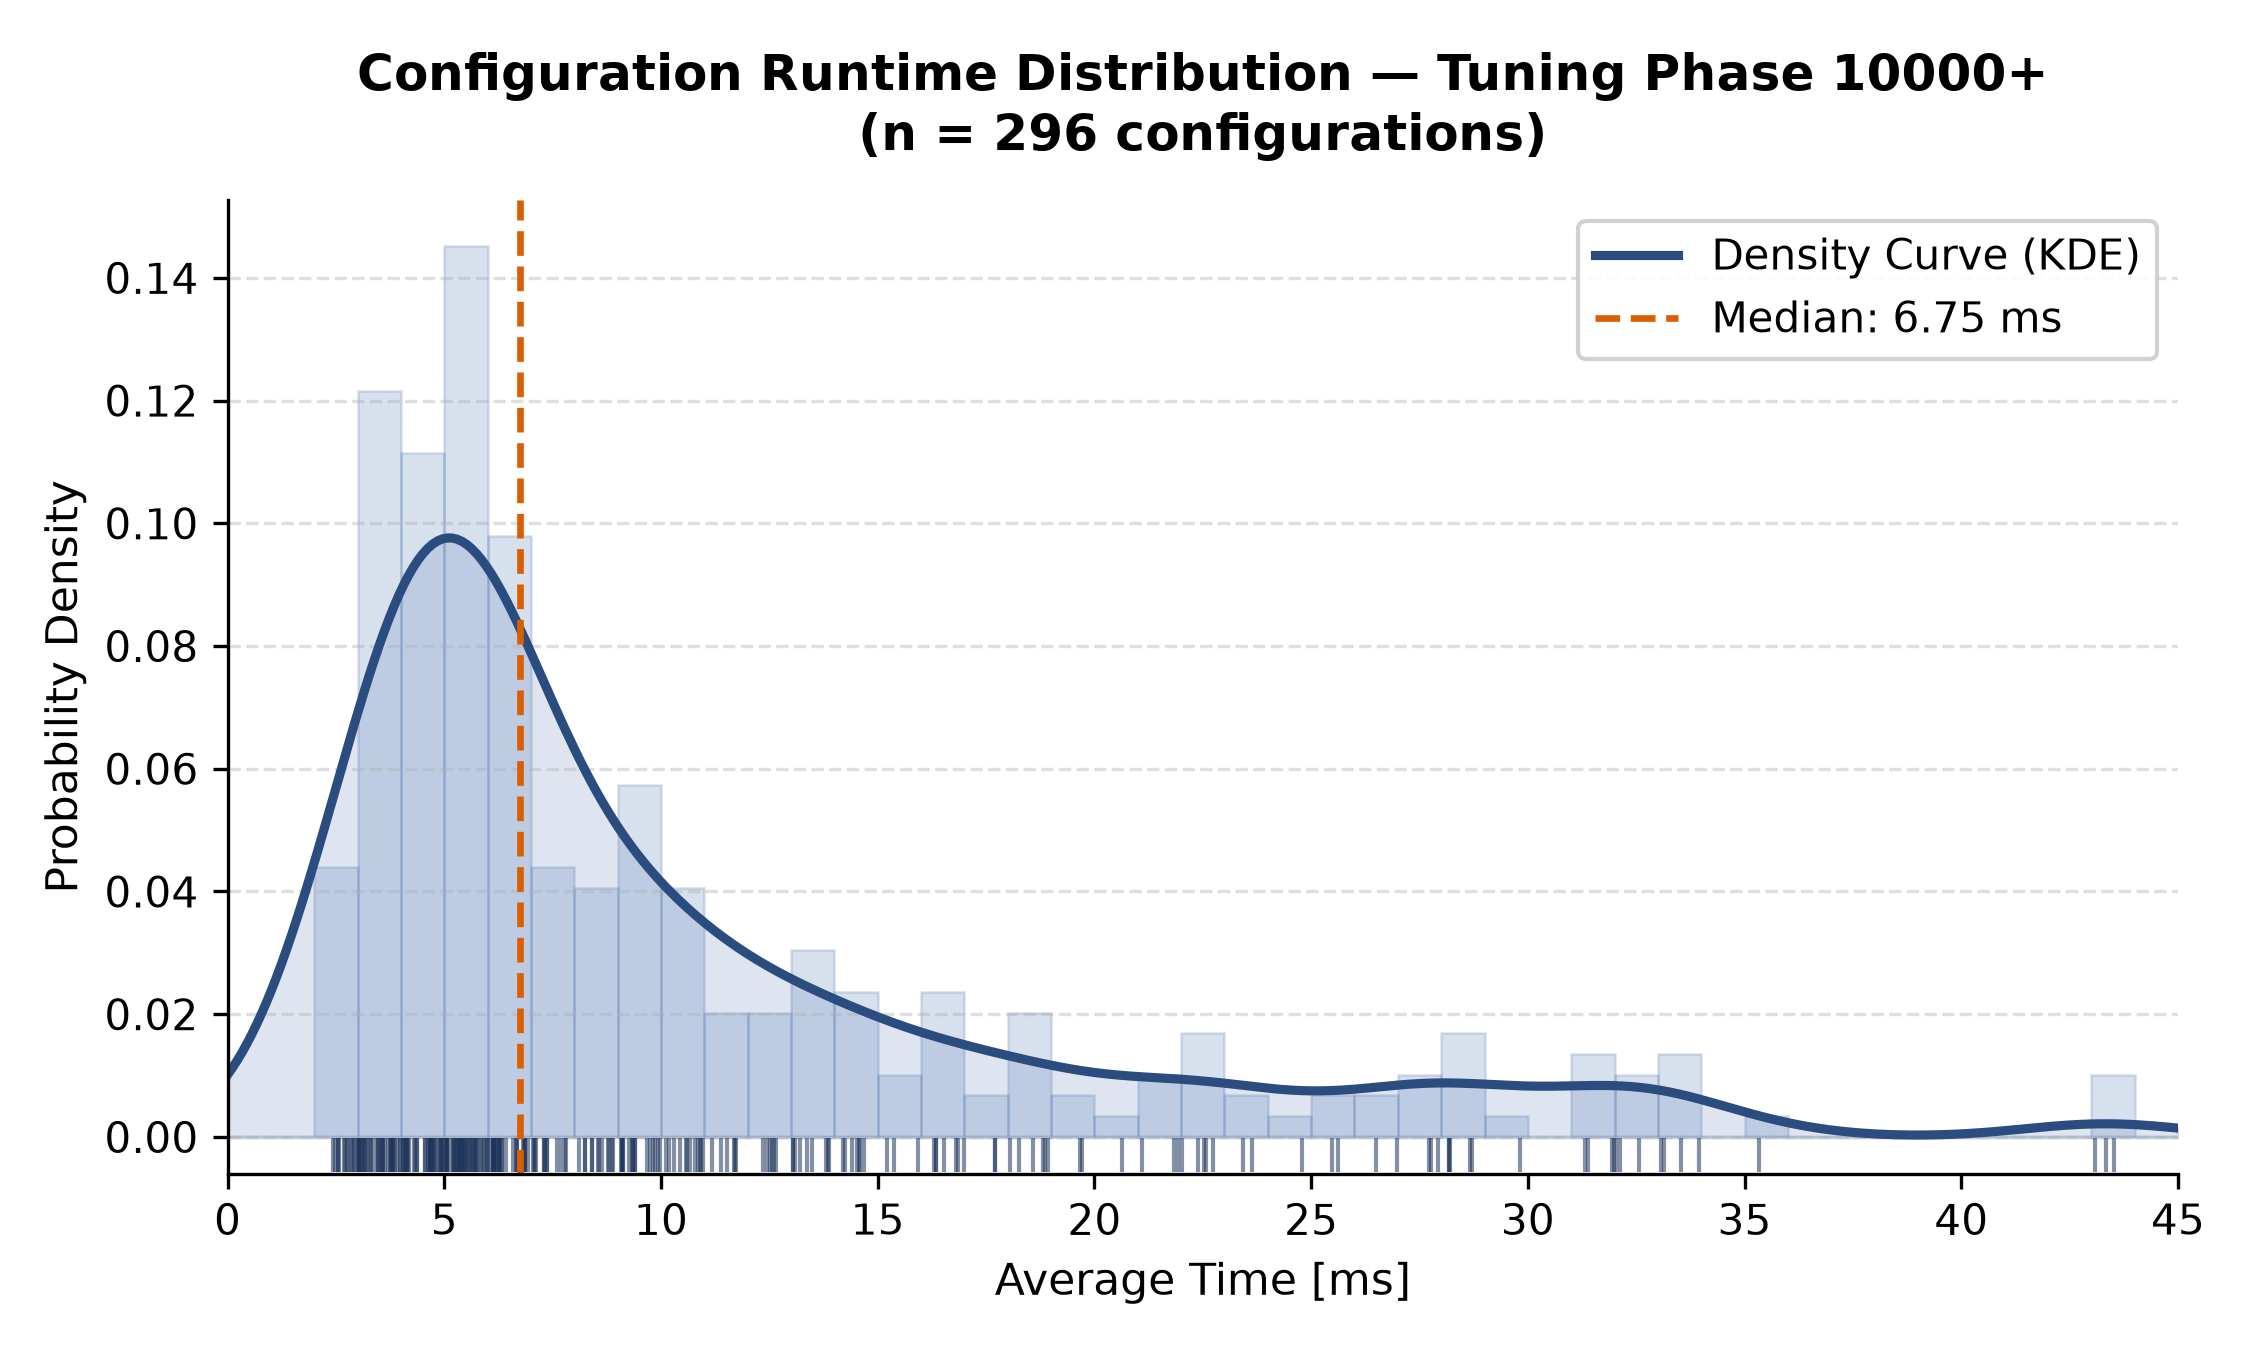 Configuration Runtime Distribution — Tuning Phase 10000+
(n = 296 configurations)
Density Curve (KDE)
Median: 6.75 ms
Probability Density
0.14
0.12
0.10
0.08
0.06
0.04
0.02
0.00
0 5 10 15 20 25 30 35 40 45
Average Time [ms]